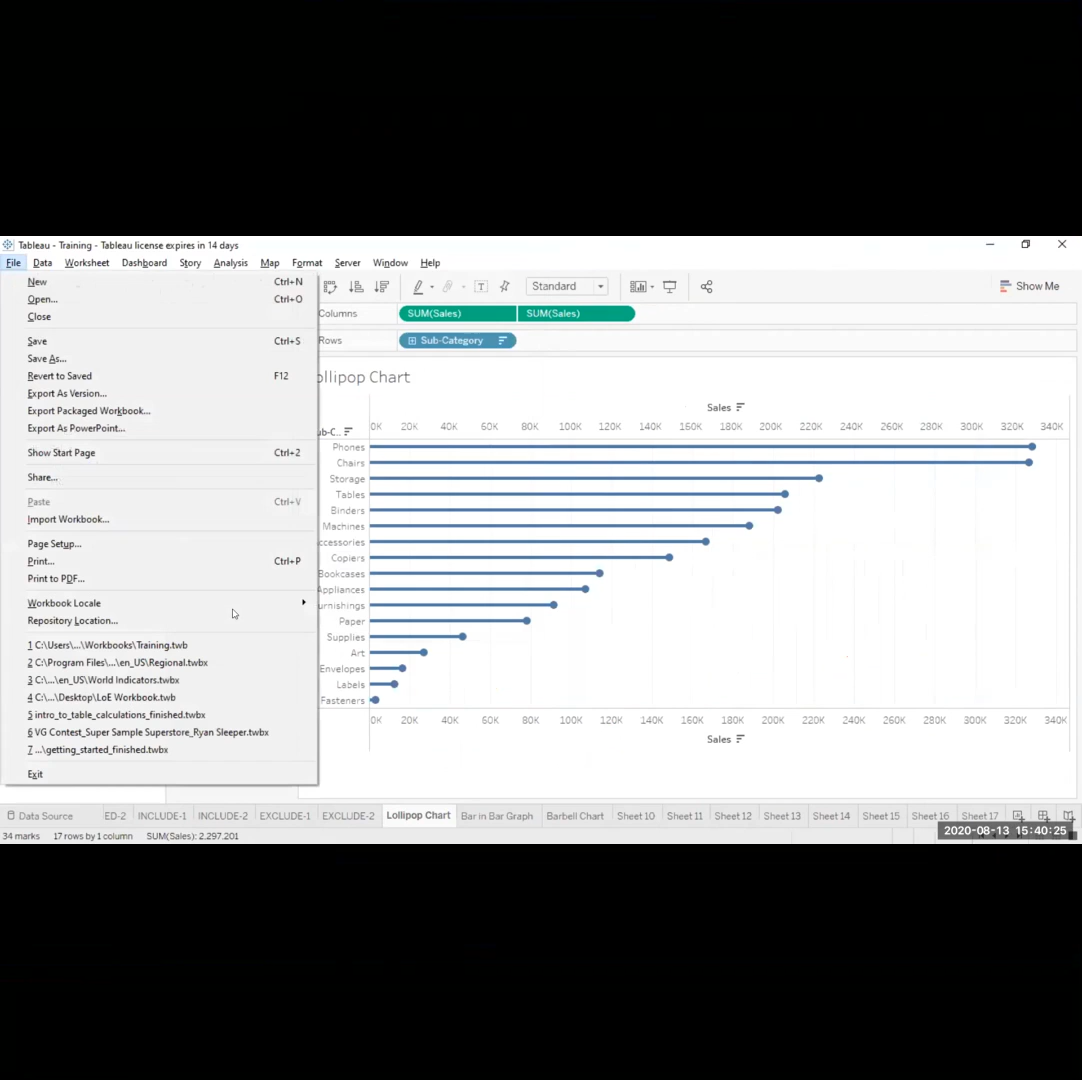 Tableau - Training - Tableau license expires in 14 days
File Data Worksheet Dashboard Story Analysis Map Format Server Window Help
New Ctrl+N
Open... Ctrl+O
Close
Save Ctrl+S
Save As...
Revert to Saved F12
Export As Version...
Export Packaged Workbook...
Export As PowerPoint...
Show Start Page Ctrl+2
Share...
Paste Ctrl+V
Import Workbook...
Page Setup...
Print... Ctrl+P
Print to PDF...
Workbook Locale
Repository Location...
1 C:\Users\...\Workbooks\Training.twb
2 C:\Program Files\...\en_US\Regional.twbx
3 C:\...\en_US\World Indicators.twbx
4 C:\...\Desktop\LoE Workbook.twb
5 intro_to_table_calculations_finished.twbx
6 VG Contest_Super Sample Superstore_Ryan Sleeper.twbx
7 ...\getting_started_finished.twbx
Exit
Standard Show Me
Columns SUM(Sales) SUM(Sales)
Rows Sub-Category
ollipop Chart
Sales
ub-C.. 0K 20K 40K 60K 80K 100K 120K 140K 160K 180K 200K 220K 240K 260K 280K 300K 320K 340K
Phones
Chairs
Storage
Tables
Binders
Machines
ccessories
Copiers
Bookcases
Appliances
urnishings
Paper
Supplies
Art
Envelopes
Labels
Fasteners
0K 20K 40K 60K 80K 100K 120K 140K 160K 180K 200K 220K 240K 260K 280K 300K 320K 340K
Sales
Data Source ED-2 INCLUDE-1 INCLUDE-2 EXCLUDE-1 EXCLUDE-2 Lollipop Chart Bar in Bar Graph Barbell Chart Sheet 10 Sheet 11 Sheet 12 Sheet 13 Sheet 14 Sheet 15 Sheet 16 Sheet 17
34 marks 17 rows by 1 column SUM(Sales): 2,297,201
2020-08-13 15:40:25